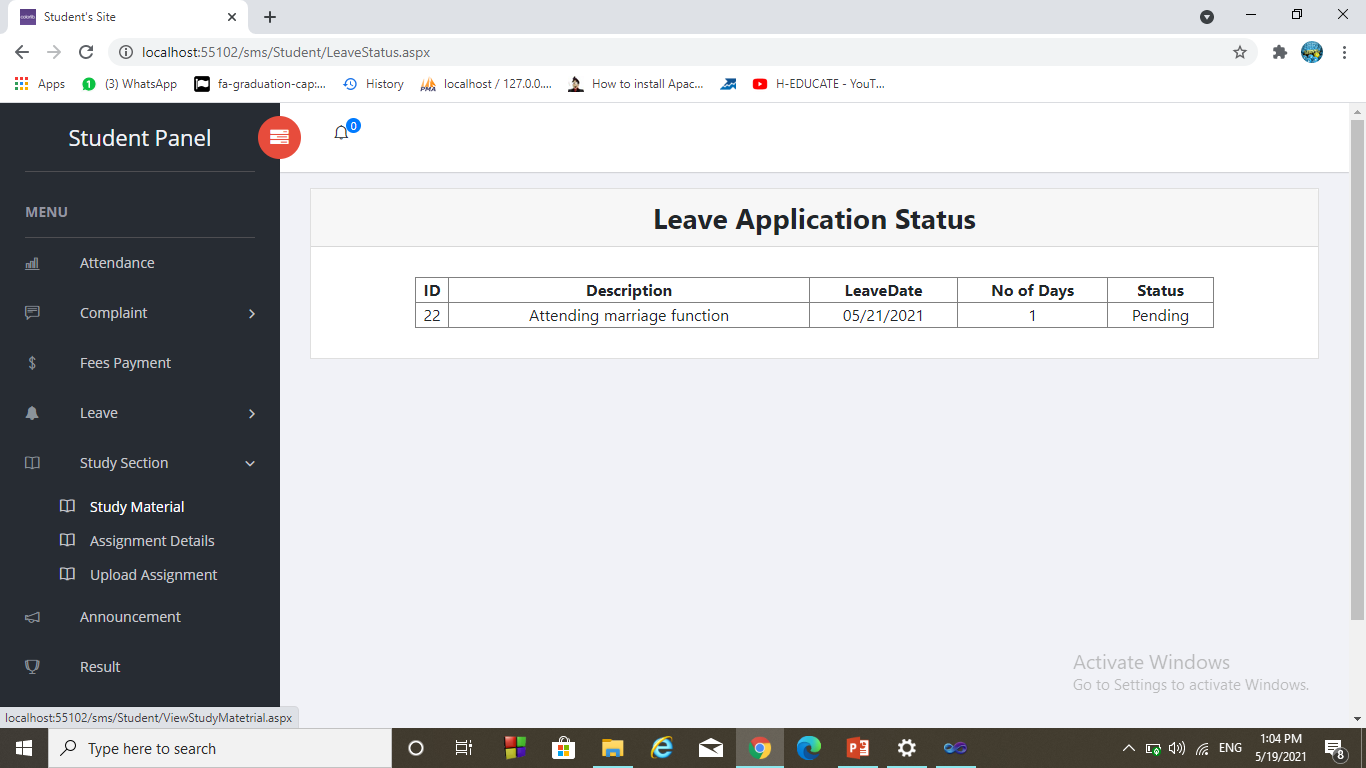 Student's Site
localhost:55102/sms/Student/LeaveStatus.aspx
Apps (3) WhatsApp fa-graduation-cap:... History localhost / 127.0.0.... How to install Apac... H-EDUCATE - YouT...
Student Panel
0
MENU
Attendance
Complaint
Fees Payment
Leave
Study Section
Study Material
Assignment Details
Upload Assignment
Announcement
Result
Leave Application Status
ID Description LeaveDate No of Days Status
22 Attending marriage function 05/21/2021 1 Pending
Activate Windows
Go to Settings to activate Windows.
localhost:55102/sms/Student/ViewStudyMatetrial.aspx
Type here to search
ENG
1:04 PM
5/19/2021
8